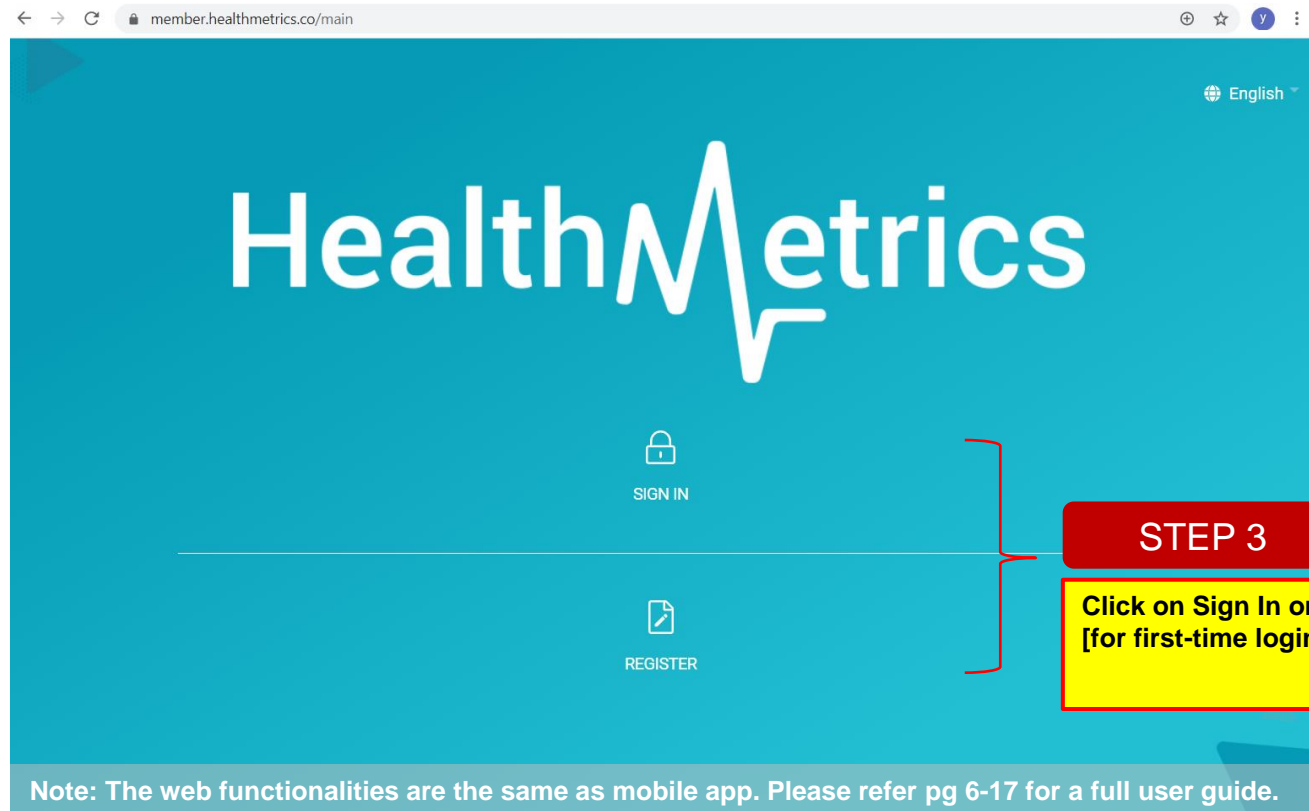 member.healthmetrics.co/main
y
English
HealthMetrics
SIGN IN
STEP 3
Click on Sign In or
[for first-time login
REGISTER
Note: The web functionalities are the same as mobile app. Please refer pg 6-17 for a full user guide.